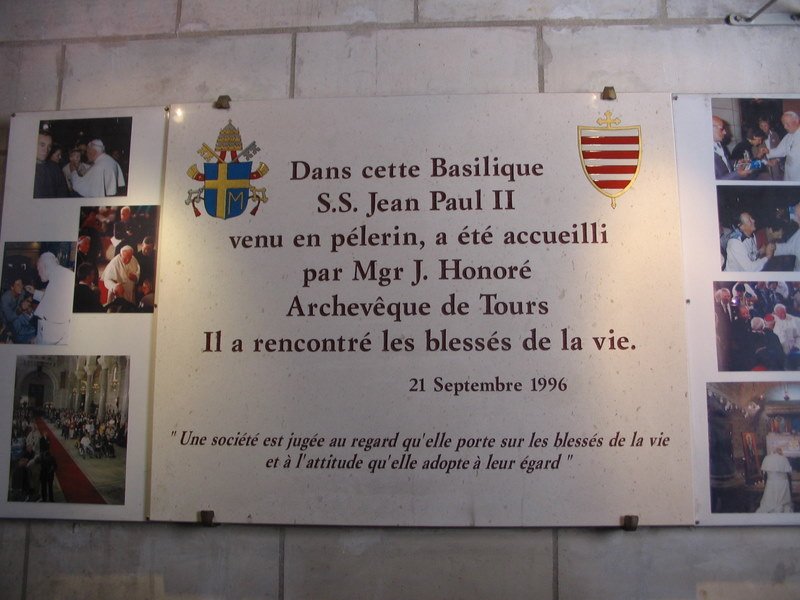 Dans cette Basilique
S.S. Jean Paul II
venu en pélerin, a été accueilli
par Mgr J. Honoré
Archevêque de Tours
Il a rencontré les blessés de la vie.
21 Septembre 1996
" Une société est jugée au regard qu'elle porte sur les blessés de la vie
et à l'attitude qu'elle adopte à leur égard "